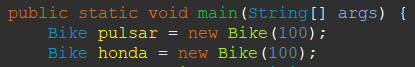 public static void main(String[] args) {
Bike pulsar = new Bike(100);
Bike honda = new Bike(100);